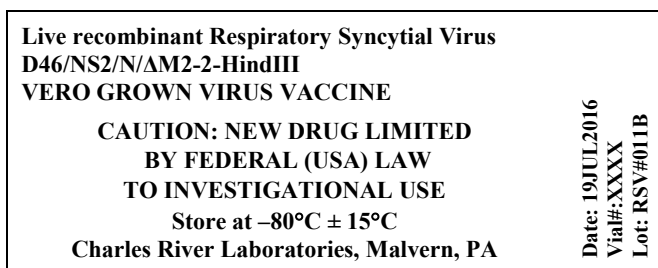 Live recombinant Respiratory Syncytial Virus
D46/NS2/N/ΔM2-2-HindIII
VERO GROWN VIRUS VACCINE
CAUTION: NEW DRUG LIMITED
BY FEDERAL (USA) LAW
TO INVESTIGATIONAL USE
Store at –80°C ± 15°C
Charles River Laboratories, Malvern, PA
Date: 19JUL2016
Vial#:XXXX
Lot: RSV#011B